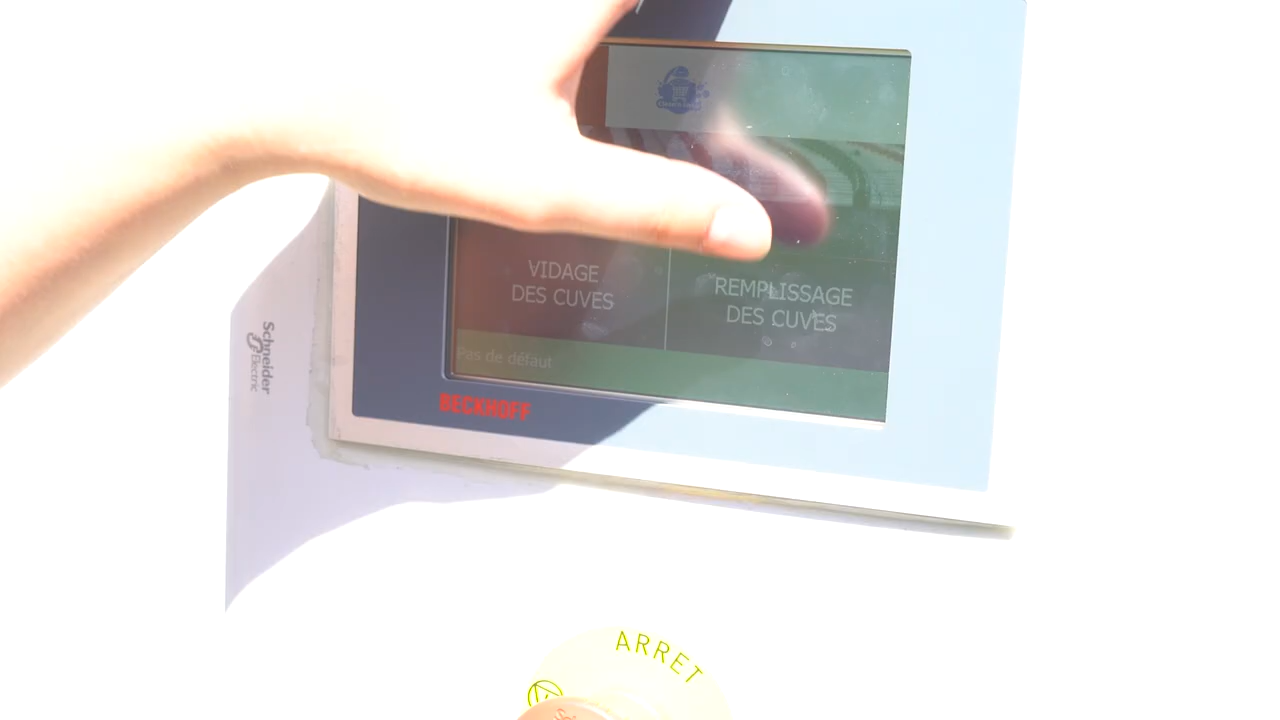 VIDAGE
DES CUVES
REMPLISSAGE
DES CUVES
Pas de défaut
BECKHOFF
Schneider
Electric
ARRET